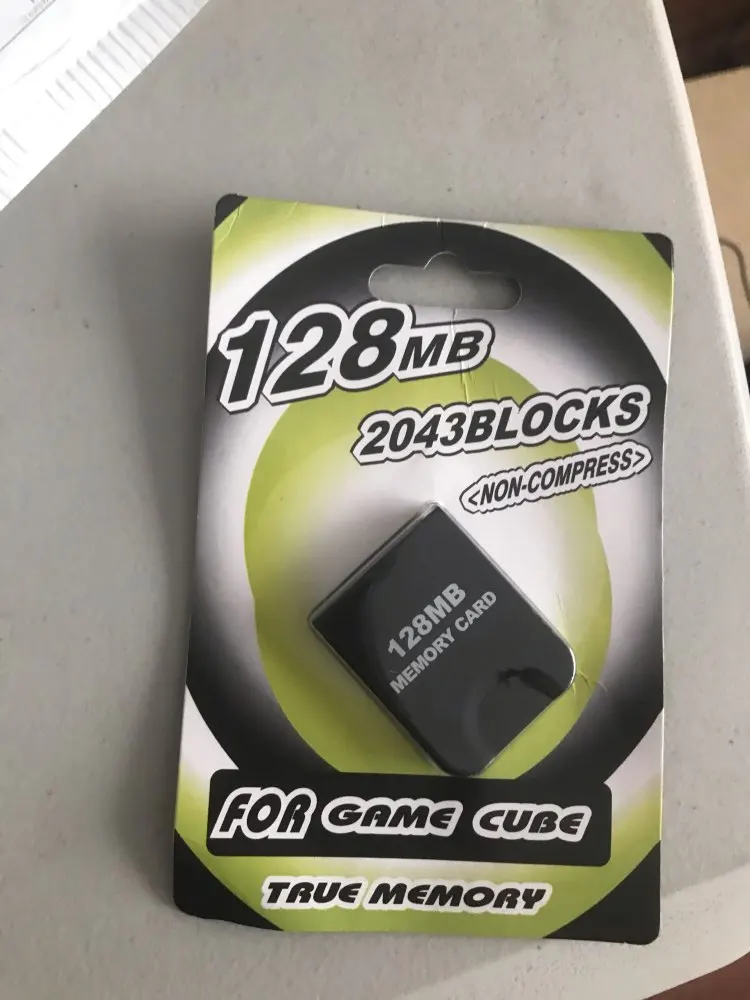 128MB
2043BLOCKS
<NON-COMPRESS>
128MB
MEMORY CARD
FOR GAME CUBE
TRUE MEMORY